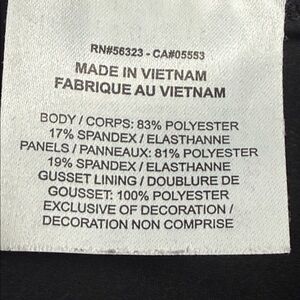 RN#56323 - CA#05553
MADE IN VIETNAM
FABRIQUE AU VIETNAM
BODY / CORPS: 83% POLYESTER
17% SPANDEX / ELASTHANNE
PANELS / PANNEAUX: 81% POLYESTER
19% SPANDEX / ELASTHANNE
GUSSET LINING / DOUBLURE DE
GOUSSET: 100% POLYESTER
EXCLUSIVE OF DECORATION /
DECORATION NON COMPRISE